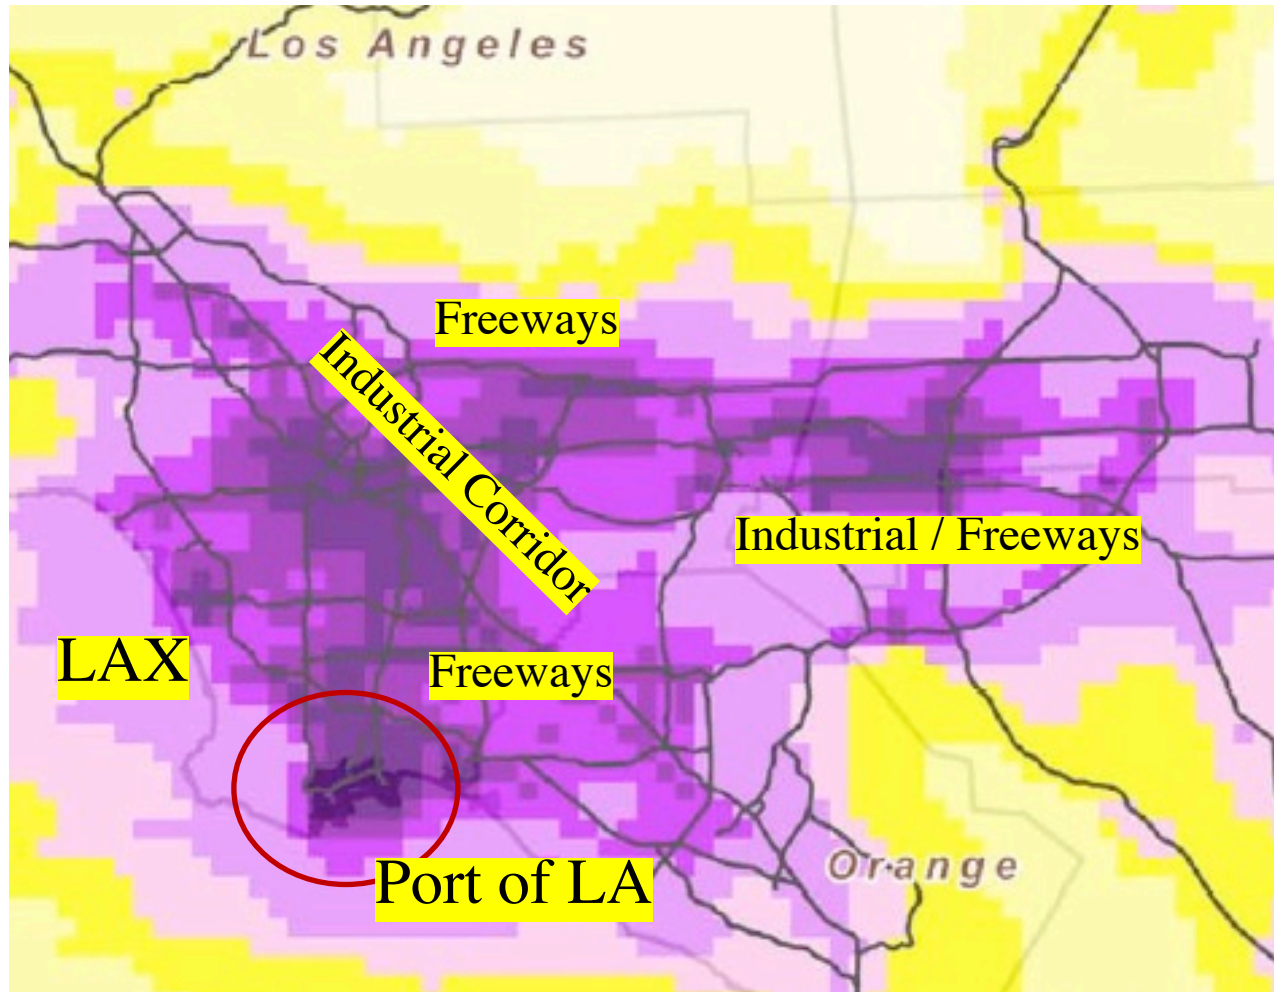 Los Angeles
Freeways
Industrial Corridor
Industrial / Freeways
LAX
Freeways
Port of LA
Orange